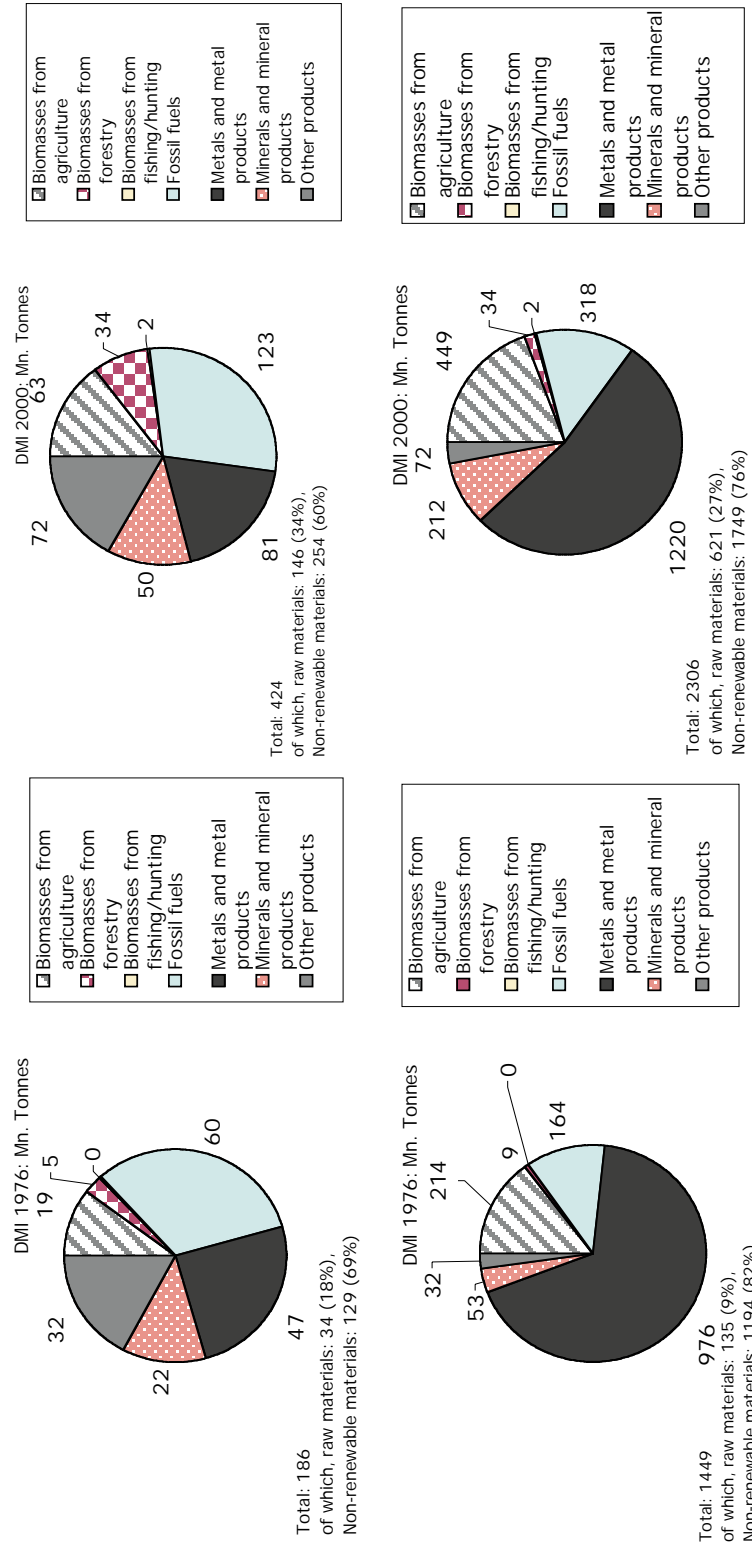 DMI 1976: Mn. Tonnes
19
5
0
60
47
22
32
Total: 186
of which, raw materials: 34 (18%),
Non-renewable materials: 129 (69%)
Biomasses from
agriculture
Biomasses from
forestry
Biomasses from
fishing/hunting
Fossil fuels
Metals and metal
products
Minerals and mineral
products
Other products
DMI 2000: Mn. Tonnes
63
34
2
123
81
50
72
Total: 424
of which, raw materials: 146 (34%),
Non-renewable materials: 254 (60%)
Biomasses from
agriculture
Biomasses from
forestry
Biomasses from
fishing/hunting
Fossil fuels
Metals and metal
products
Minerals and mineral
products
Other products
DMI 1976: Mn. Tonnes
214
9
0
164
976
53
32
Total: 1449
of which, raw materials: 135 (9%),
Non-renewable materials: 1194 (82%)
Biomasses from
agriculture
Biomasses from
forestry
Biomasses from
fishing/hunting
Fossil fuels
Metals and metal
products
Minerals and mineral
products
Other products
DMI 2000: Mn. Tonnes
449
34
2
318
1220
212
72
Total: 2306
of which, raw materials: 621 (27%),
Non-renewable materials: 1749 (76%)
Biomasses from
agriculture
Biomasses from
forestry
Biomasses from
fishing/hunting
Fossil fuels
Metals and metal
products
Minerals and mineral
products
Other products